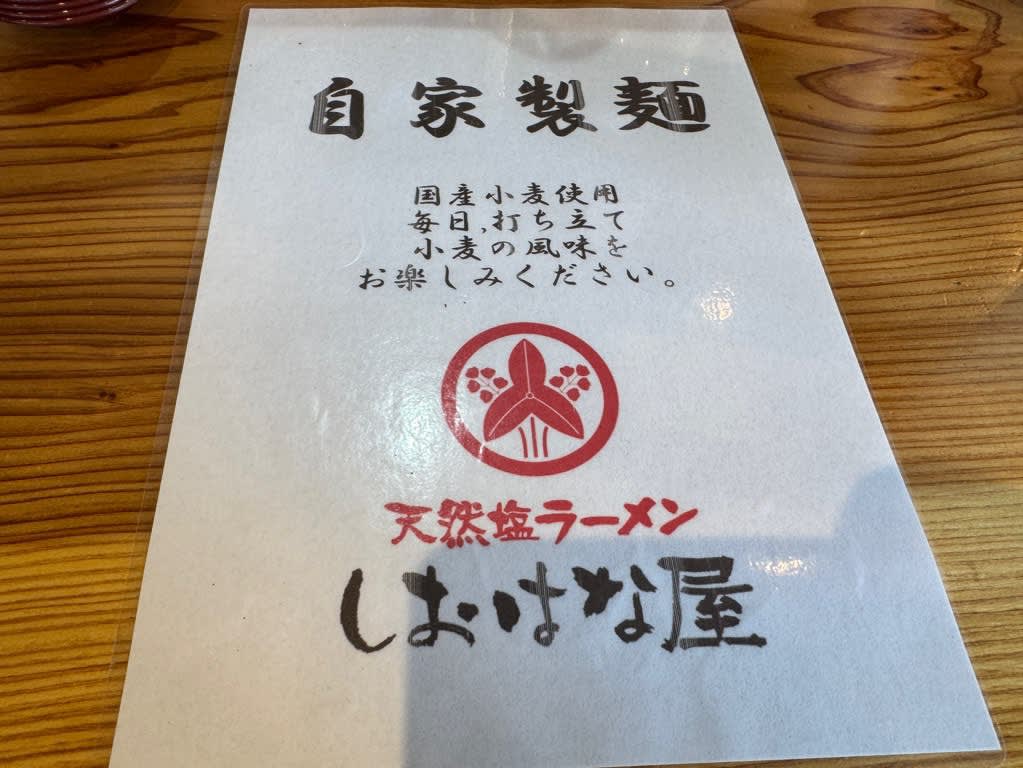 自家製麺
国産小麦使用
毎日,打ち立て
小麦の風味を
お楽しみください。
天然塩ラーメン
しおはな屋